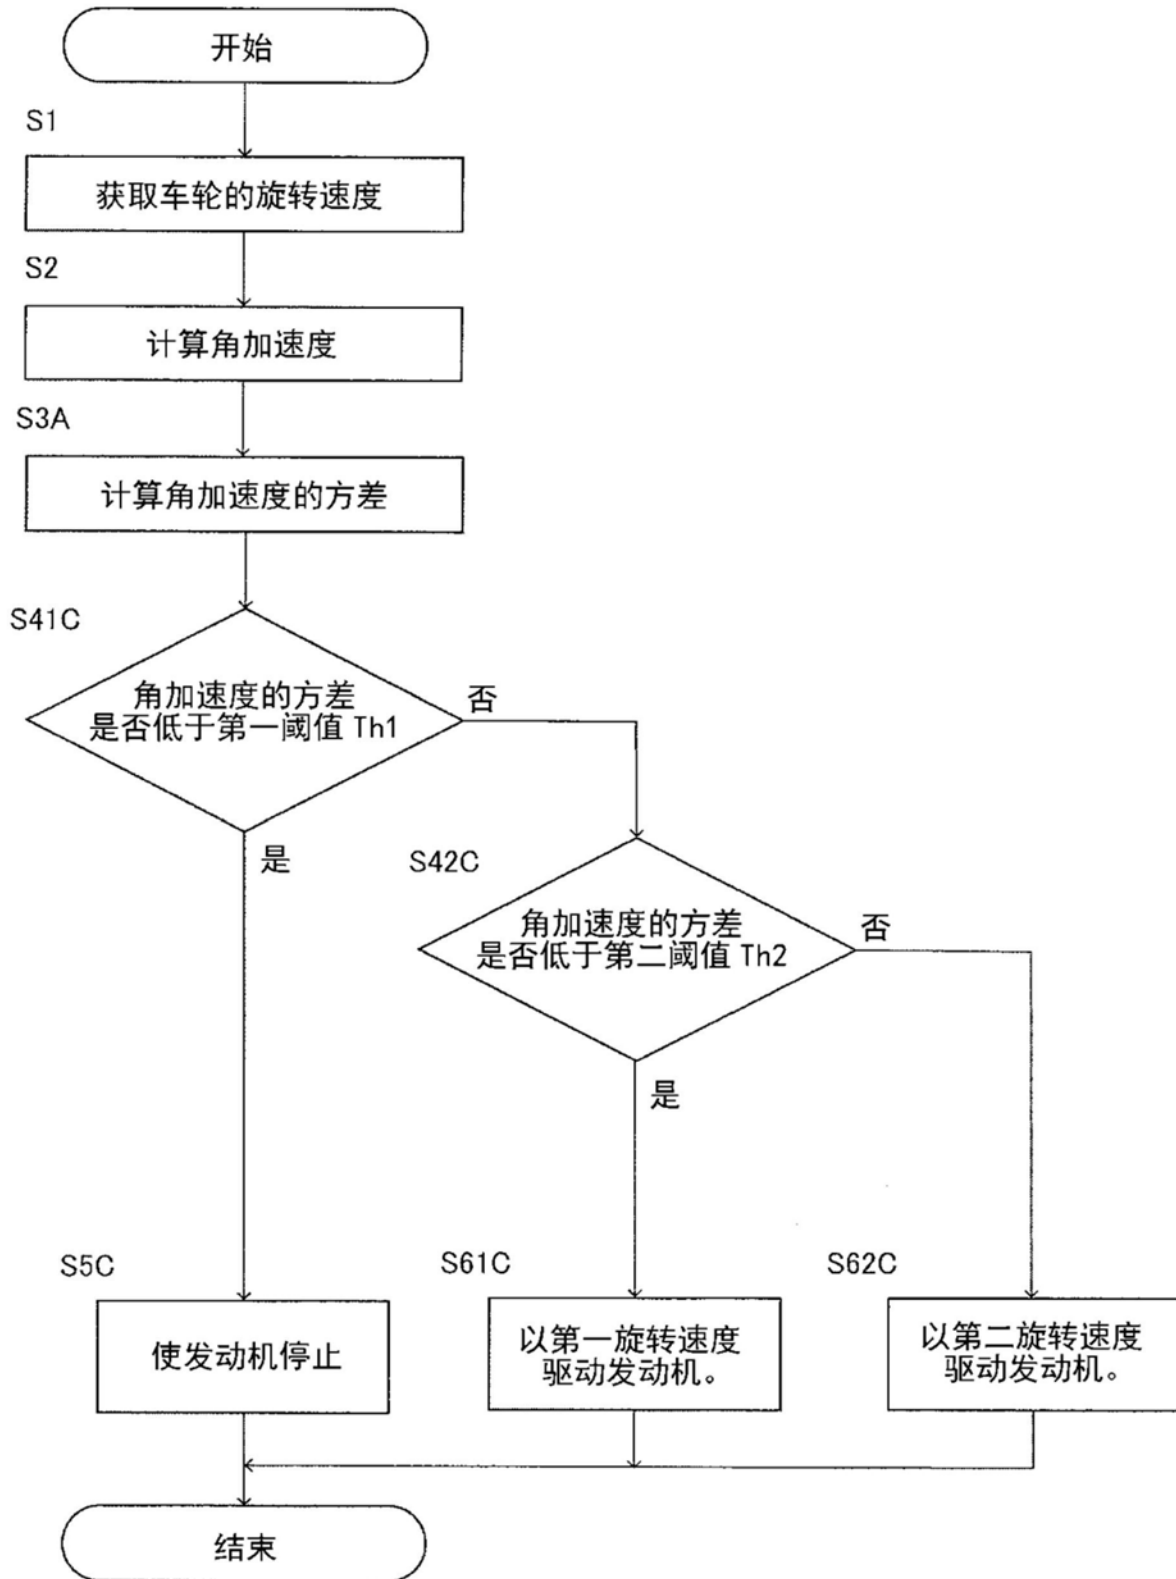 开始
S1
获取车轮的旋转速度
S2
计算角加速度
S3A
计算角加速度的方差
S41C
角加速度的方差
是否低于第一阈值 Th1
否
是
S42C
角加速度的方差
是否低于第二阈值 Th2
否
是
S5C
使发动机停止
S61C
以第一旋转速度
驱动发动机。
S62C
以第二旋转速度
驱动发动机。
结束